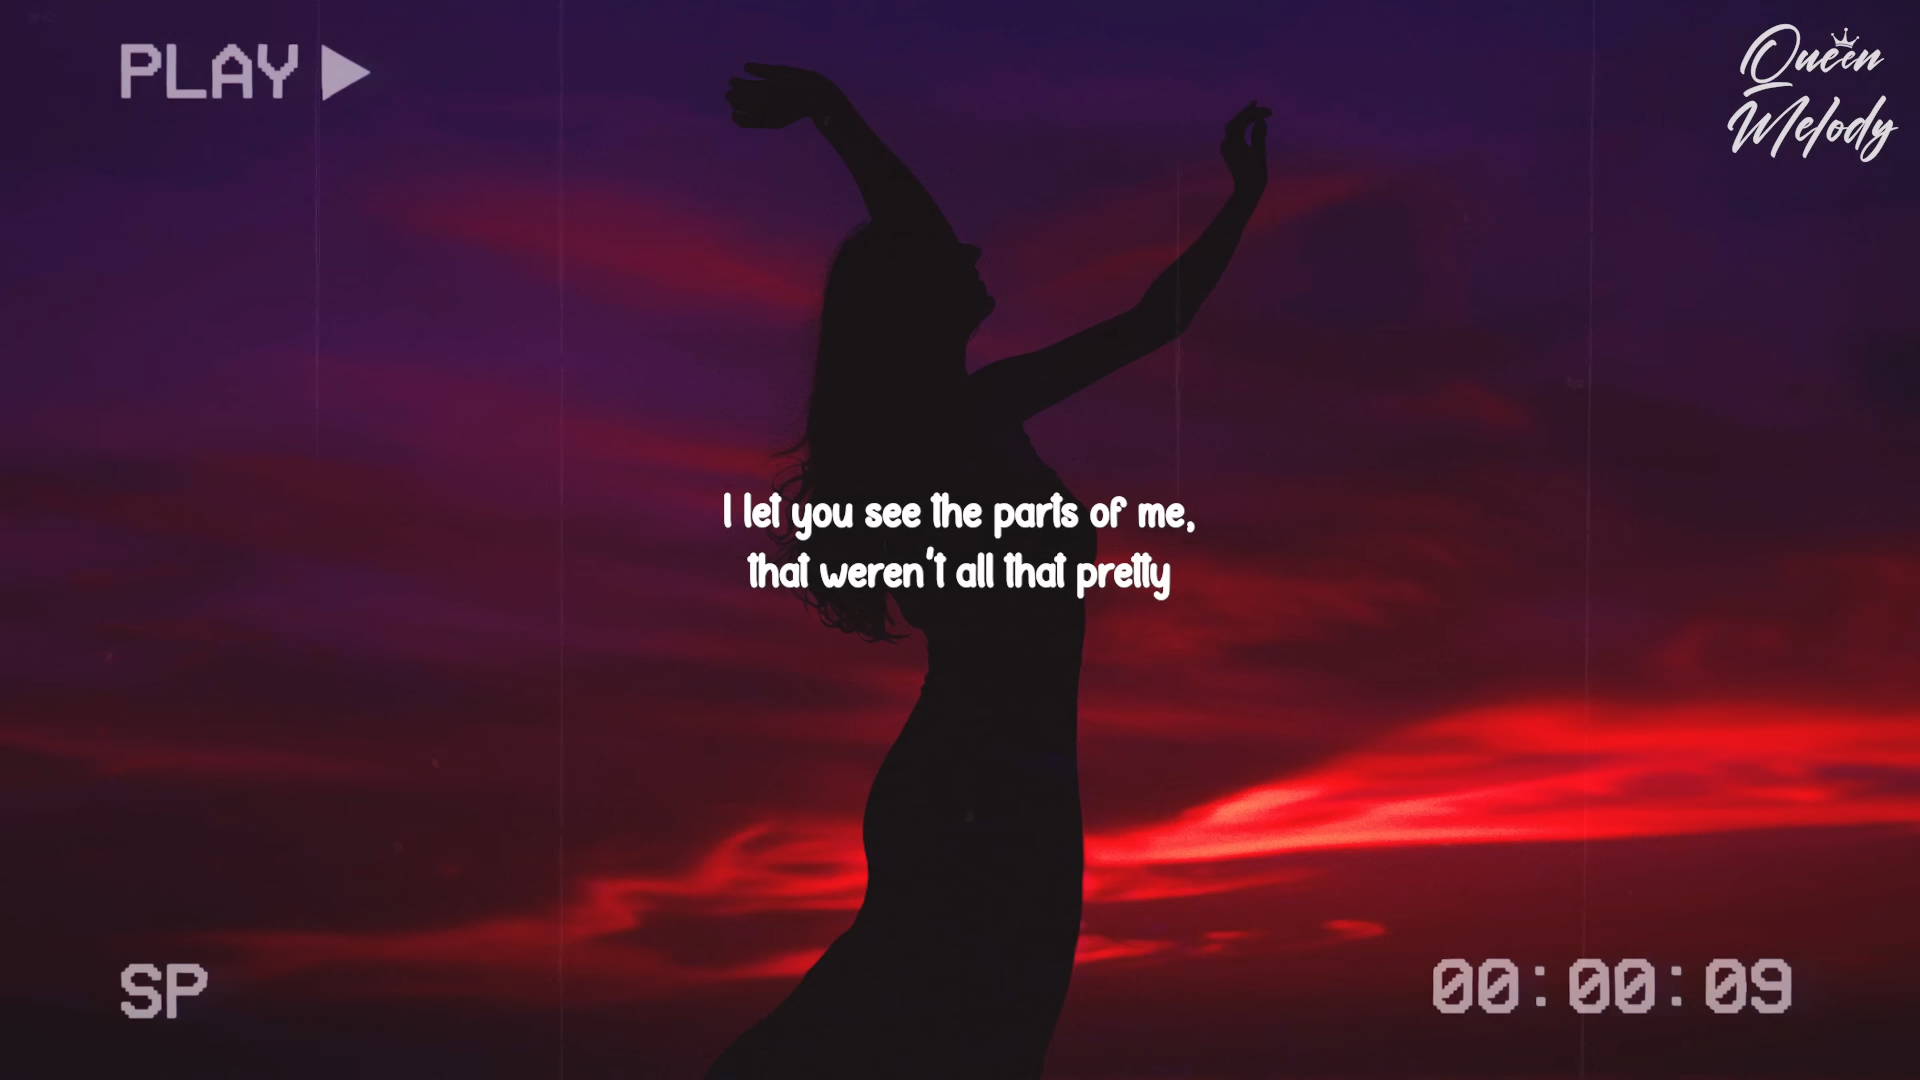 PLAY
Queen
Melody
I let you see the parts of me,
that weren't all that pretty
SP
00:00:09